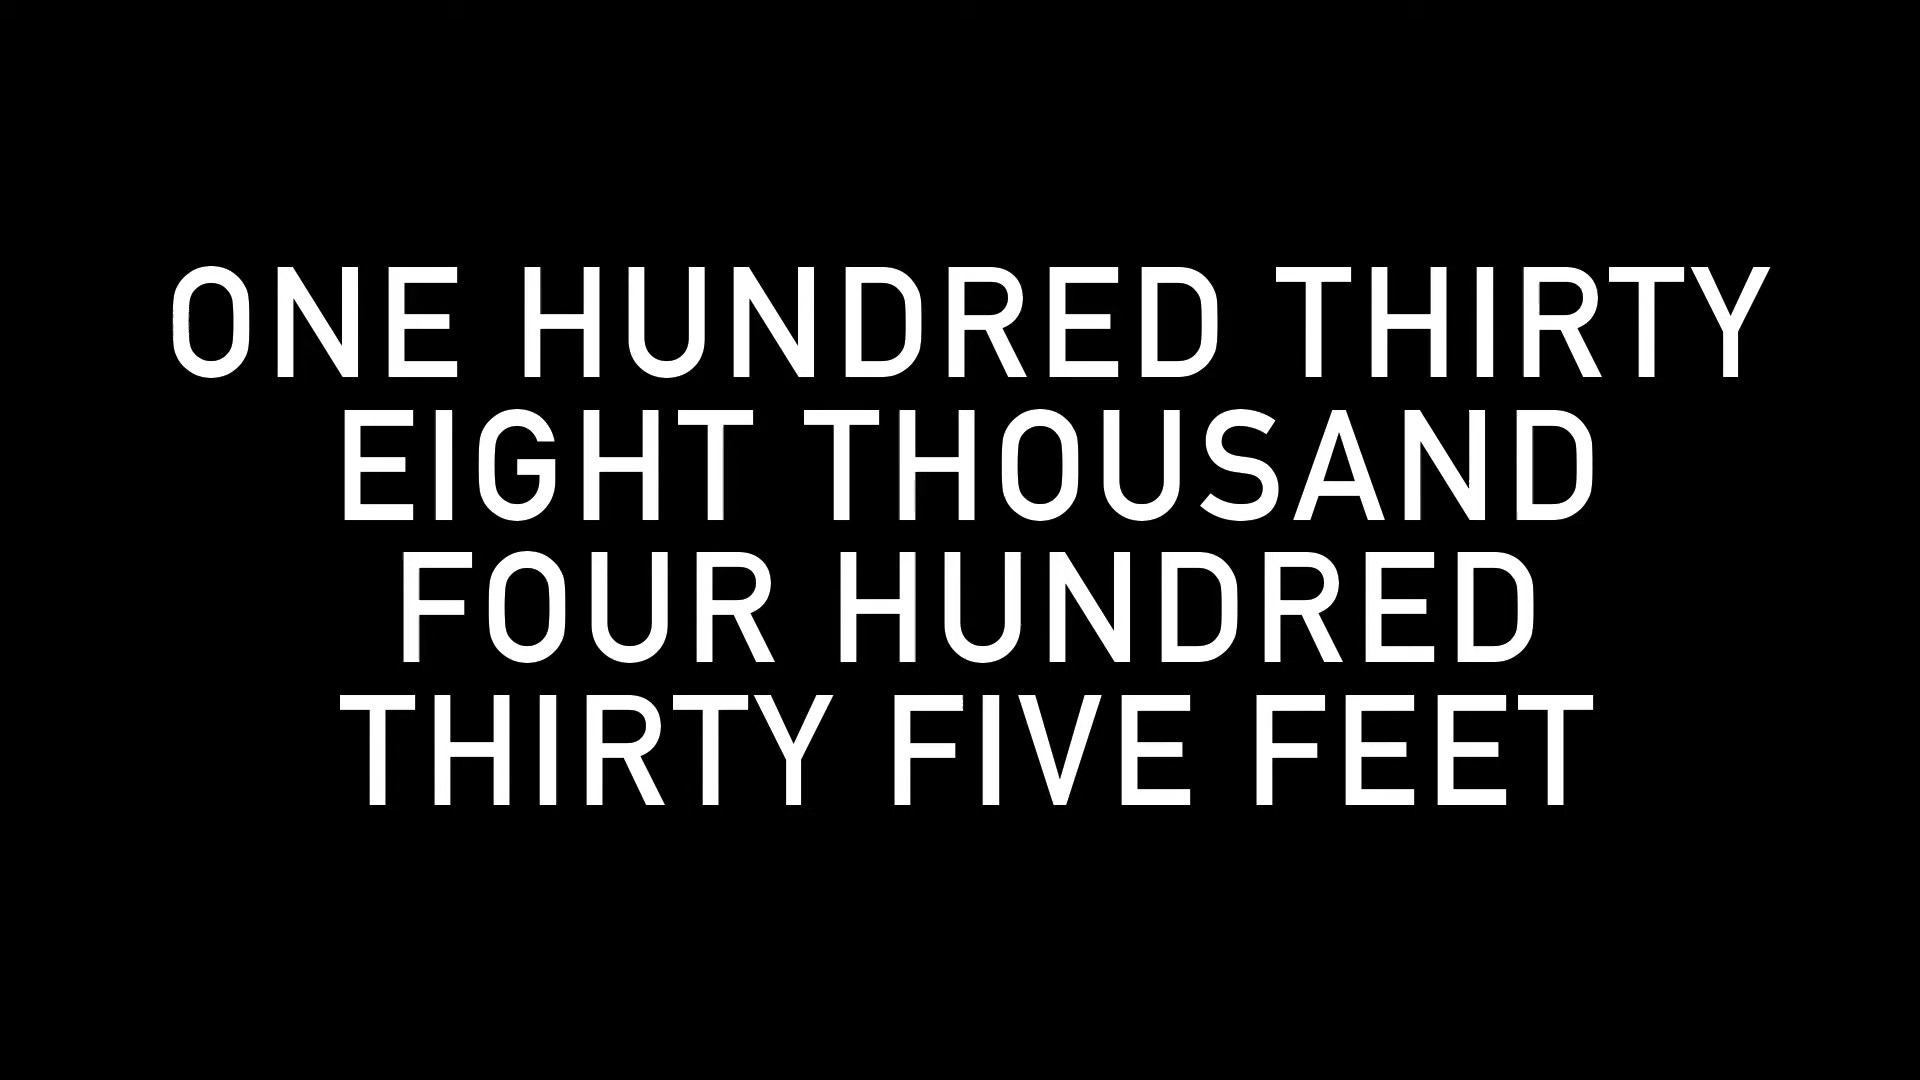 ONE HUNDRED THIRTY
EIGHT THOUSAND
FOUR HUNDRED
THIRTY FIVE FEET